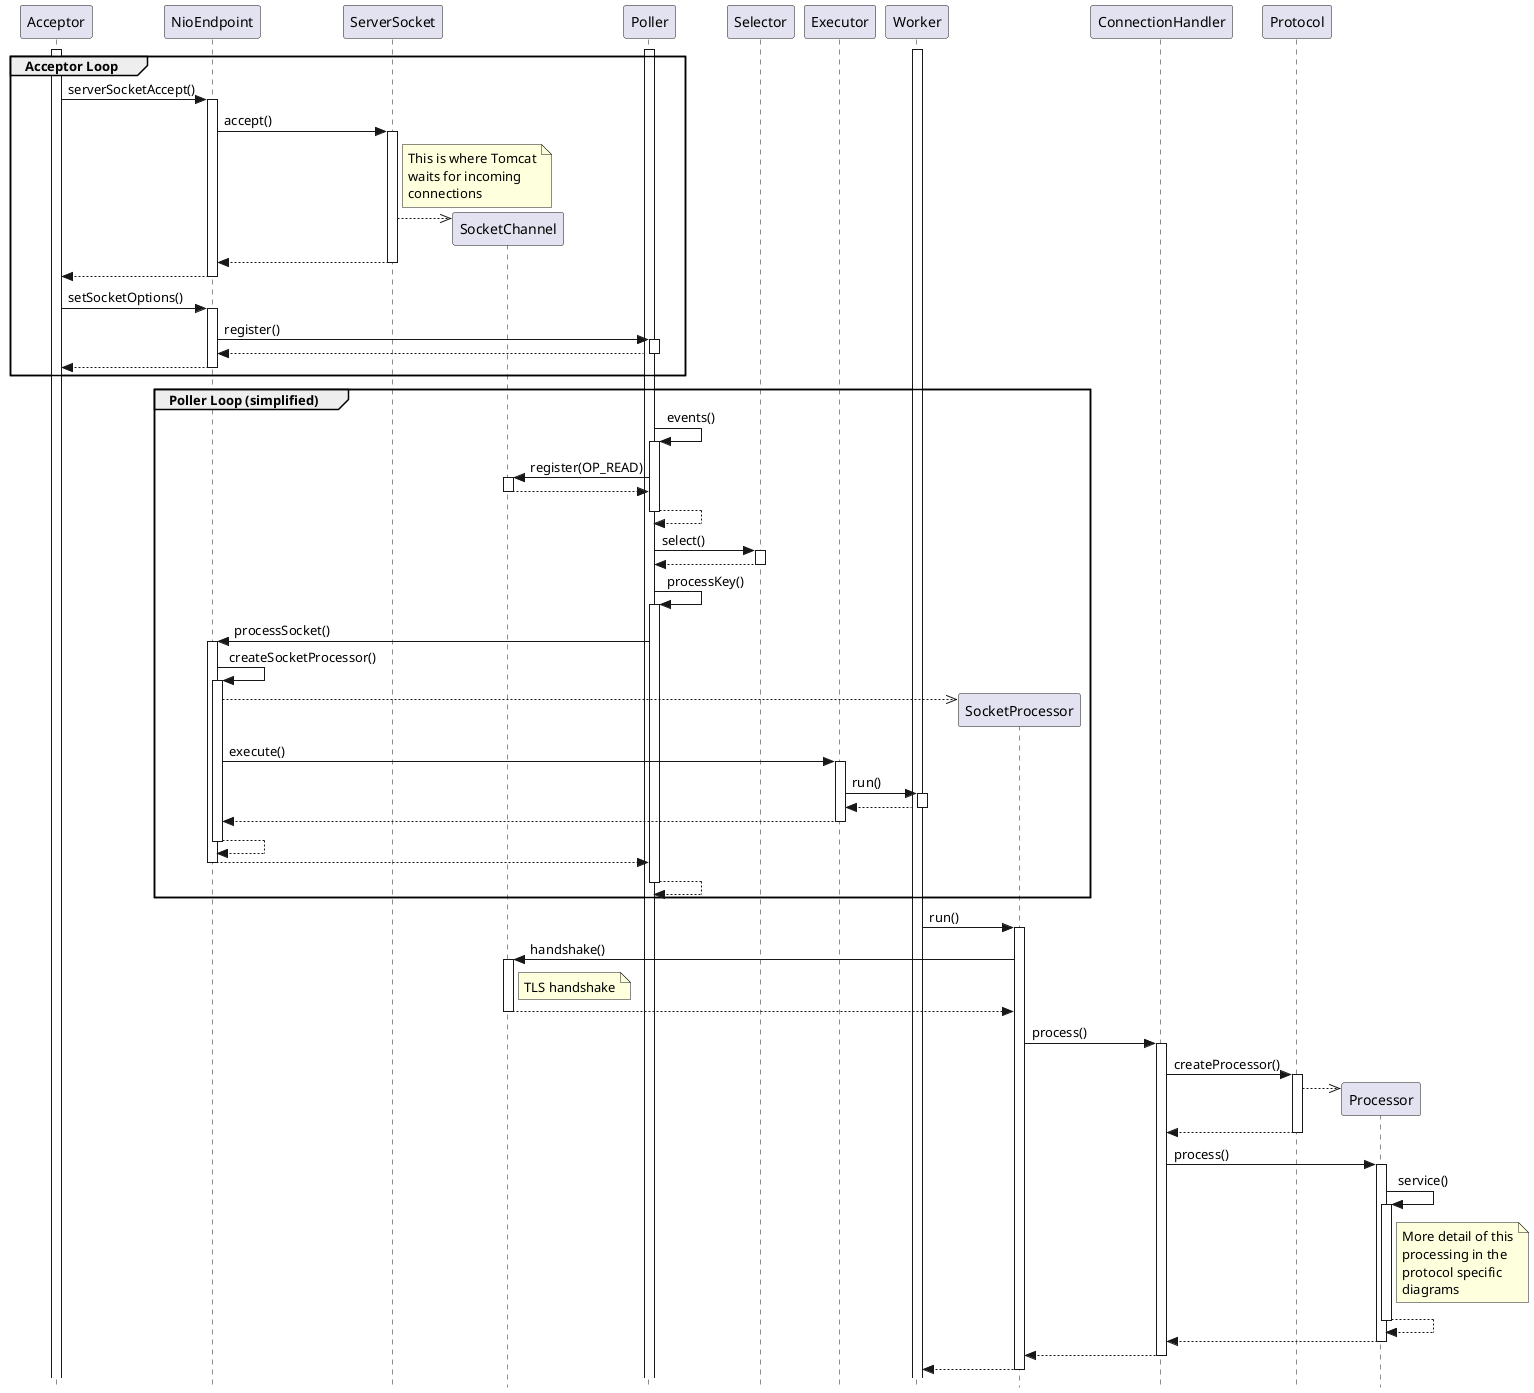 Acceptor
NioEndpoint
ServerSocket
Poller
Selector
Executor
Worker
ConnectionHandler
Protocol
Acceptor Loop
serverSocketAccept()
accept()
This is where Tomcat
waits for incoming
connections
SocketChannel
setSocketOptions()
register()
Poller Loop (simplified)
events()
register(OP_READ)
select()
processKey()
processSocket()
createSocketProcessor()
SocketProcessor
execute()
run()
run()
handshake()
TLS handshake
process()
createProcessor()
Processor
process()
service()
More detail of this
processing in the
protocol specific
diagrams